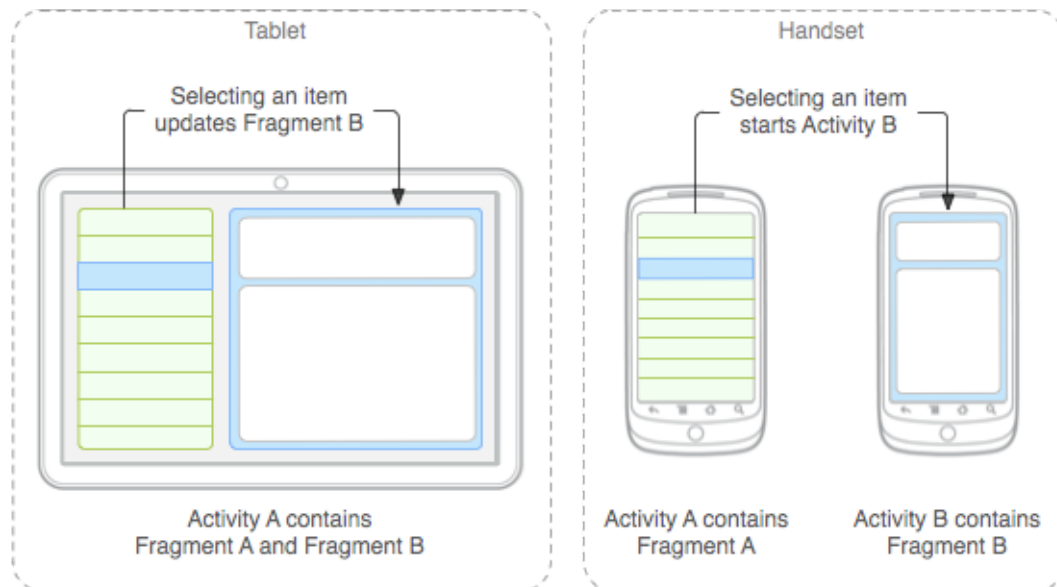 Tablet
Selecting an item
updates Fragment B
Activity A contains
Fragment A and Fragment B
Handset
Selecting an item
starts Activity B
Activity A contains
Fragment A
Activity B contains
Fragment B